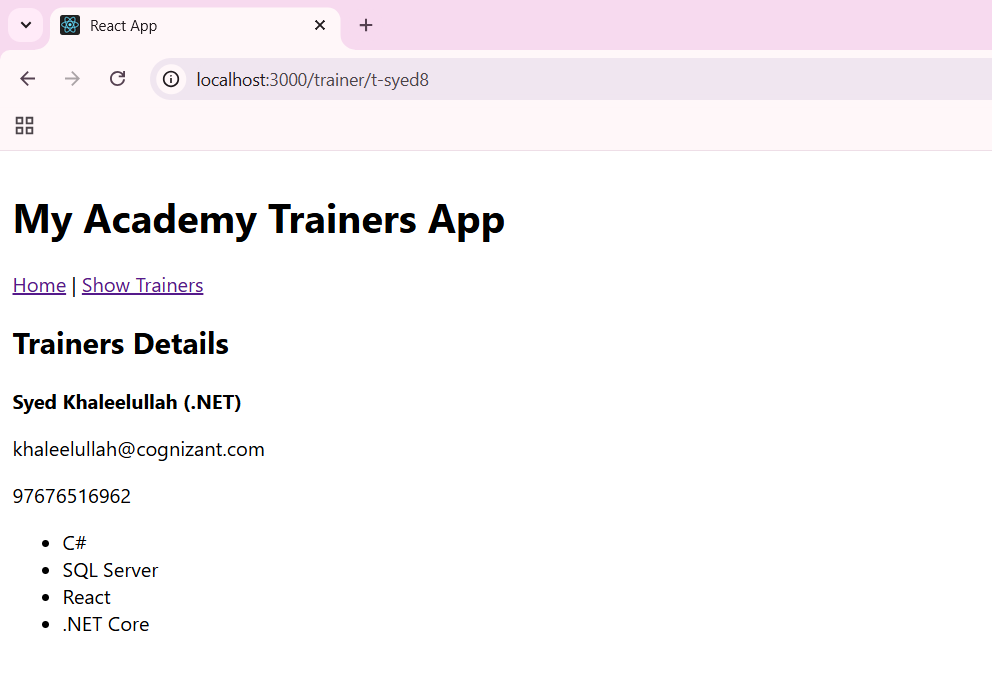 React App
localhost:3000/trainer/t-syed8
My Academy Trainers App
Home | Show Trainers
Trainers Details
Syed Khaleelullah (.NET)
khaleelullah@cognizant.com
97676516962
C#
SQL Server
React
.NET Core